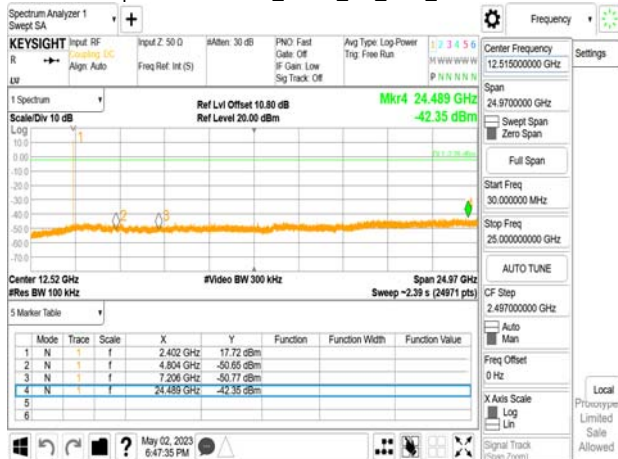 Spectrum Analyzer 1
Swept SA
+
Frequency
KEYSIGHT Input: RF Input Z: 50 Ω #Atten: 30 dB PNO: Fast Avg Type: Log-Power 1 2 3 4 5 6
R Coupling: DC Gate: Off Trig: Free Run M W W W W W
Align: Auto Freq Ref: Int (S) IF Gain: Low P N N N N N
Sig Track: Off
1 Spectrum
Ref Lvl Offset 10.80 dB Mkr4 24.489 GHz
Scale/Div 10 dB Ref Level 20.00 dBm -42.35 dBm
Log
10.0
0.00
-10.0
-20.0
-30.0
-40.0
-50.0
-60.0
-70.0
1
2
3
Center 12.52 GHz #Video BW 300 kHz Span 24.97 GHz
#Res BW 100 kHz Sweep ~2.39 s (24971 pts)
5 Marker Table
Mode Trace Scale X Y Function Function Width Function Value
1 N 1 f 2.402 GHz 17.72 dBm
2 N 1 f 4.804 GHz -50.65 dBm
3 N 1 f 7.206 GHz -50.77 dBm
4 N 1 f 24.489 GHz -42.35 dBm
5
6
?
May 02, 2023
6:47:35 PM
Center Frequency
12.515000000 GHz
Settings
Span
24.9700000 GHz
Swept Span
Zero Span
Full Span
Start Freq
30.000000 MHz
Stop Freq
25.000000000 GHz
AUTO TUNE
CF Step
2.497000000 GHz
Auto
Man
Freq Offset
0 Hz
X Axis Scale
Log
Lin
Signal Track
(Span Zoom)
Local
Prototype
Limited
Sale
Allowed